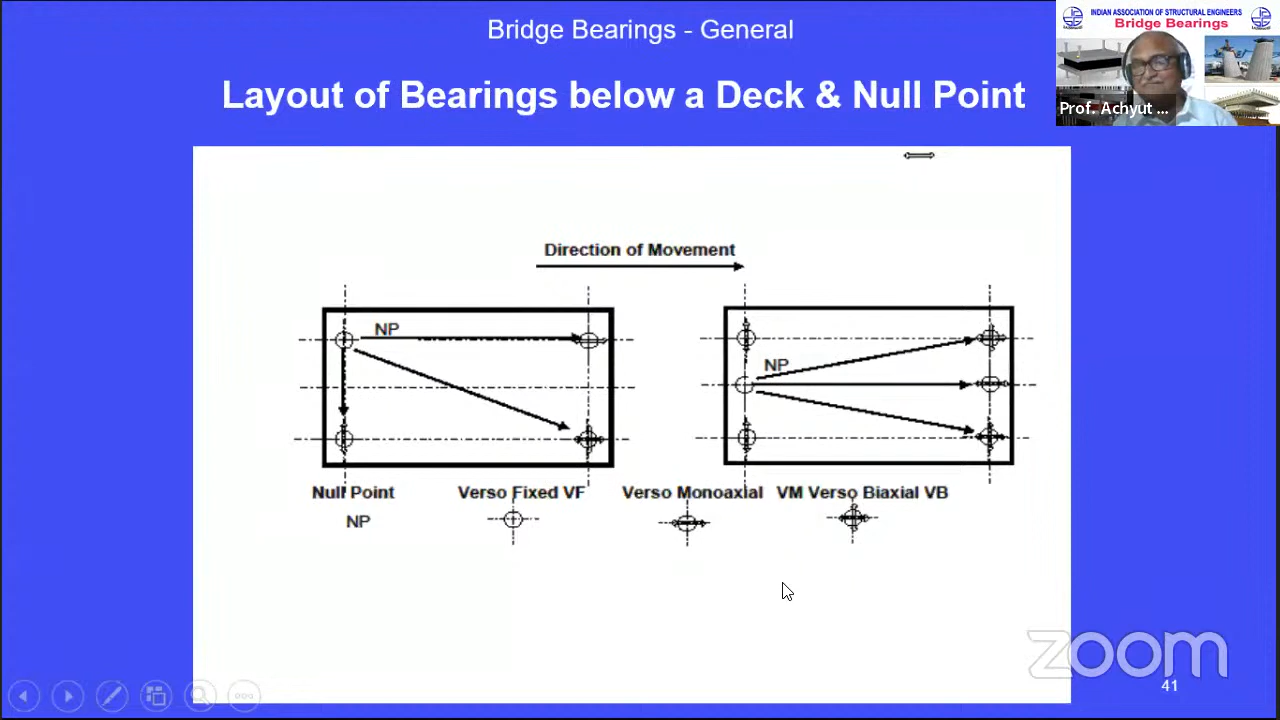 Bridge Bearings - General
INDIAN ASSOCIATION OF STRUCTURAL ENGINEERS
Bridge Bearings
Prof. Achyut ...
Layout of Bearings below a Deck & Null Point
Direction of Movement
NP
NP
Null Point
Verso Fixed VF
Verso Monoaxial
VM Verso Biaxial VB
NP
zoom
41